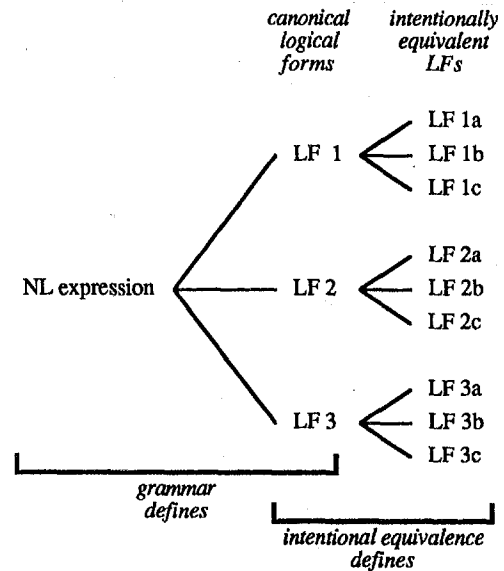 canonical
logical
forms
intentionally
equivalent
LFs
LF 1a
LF 1
LF 1b
LF 1c
LF 2a
NL expression
LF 2
LF 2b
LF 2c
LF 3a
LF 3
LF 3b
LF 3c
grammar
defines
intentional equivalence
defines